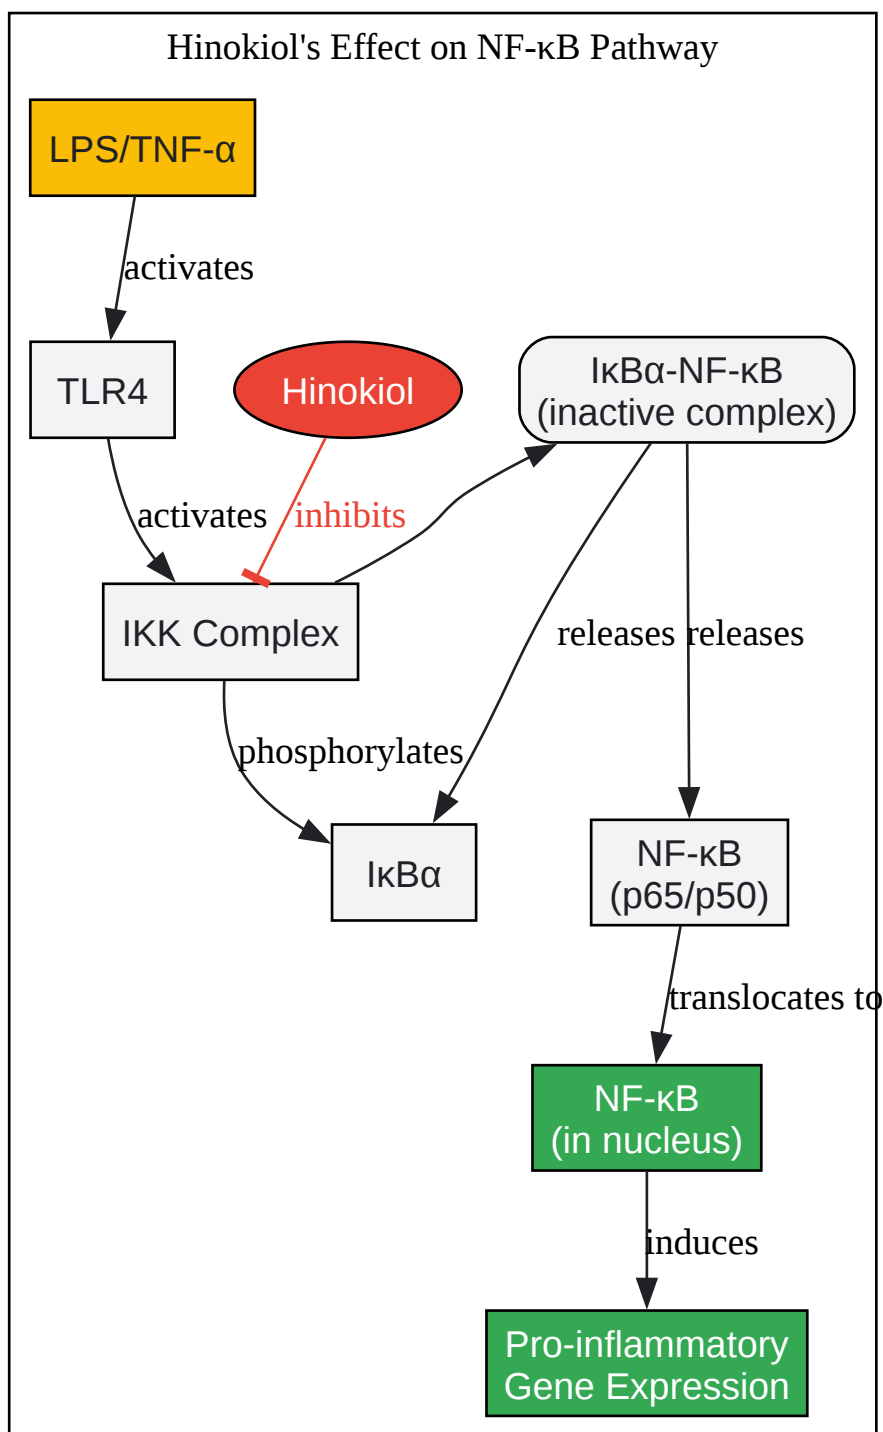 Hinokiol's Effect on NF-κB Pathway
LPS/TNF-α
activates
TLR4
Hinokiol
IκBα-NF-κB
(inactive complex)
activates
inhibits
IKK Complex
releases
releases
phosphorylates
IκBα
NF-κB
(p65/p50)
translocates to
NF-κB
(in nucleus)
induces
Pro-inflammatory
Gene Expression